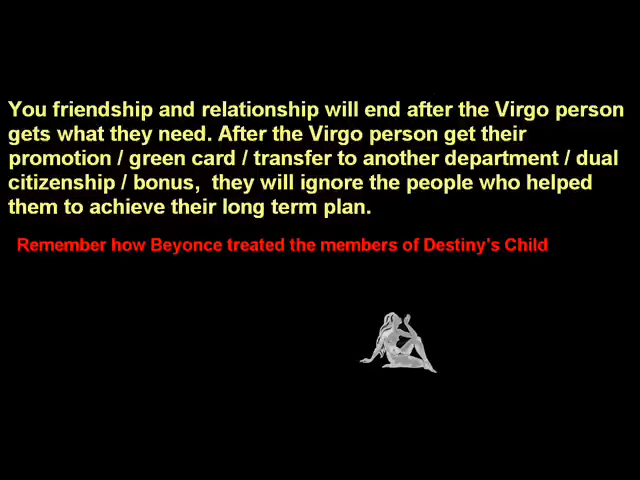 You friendship and relationship will end after the Virgo person
gets what they need. After the Virgo person get their
promotion / green card / transfer to another department / dual
citizenship / bonus,  they will ignore the people who helped
them to achieve their long term plan.
Remember how Beyonce treated the members of Destiny's Child